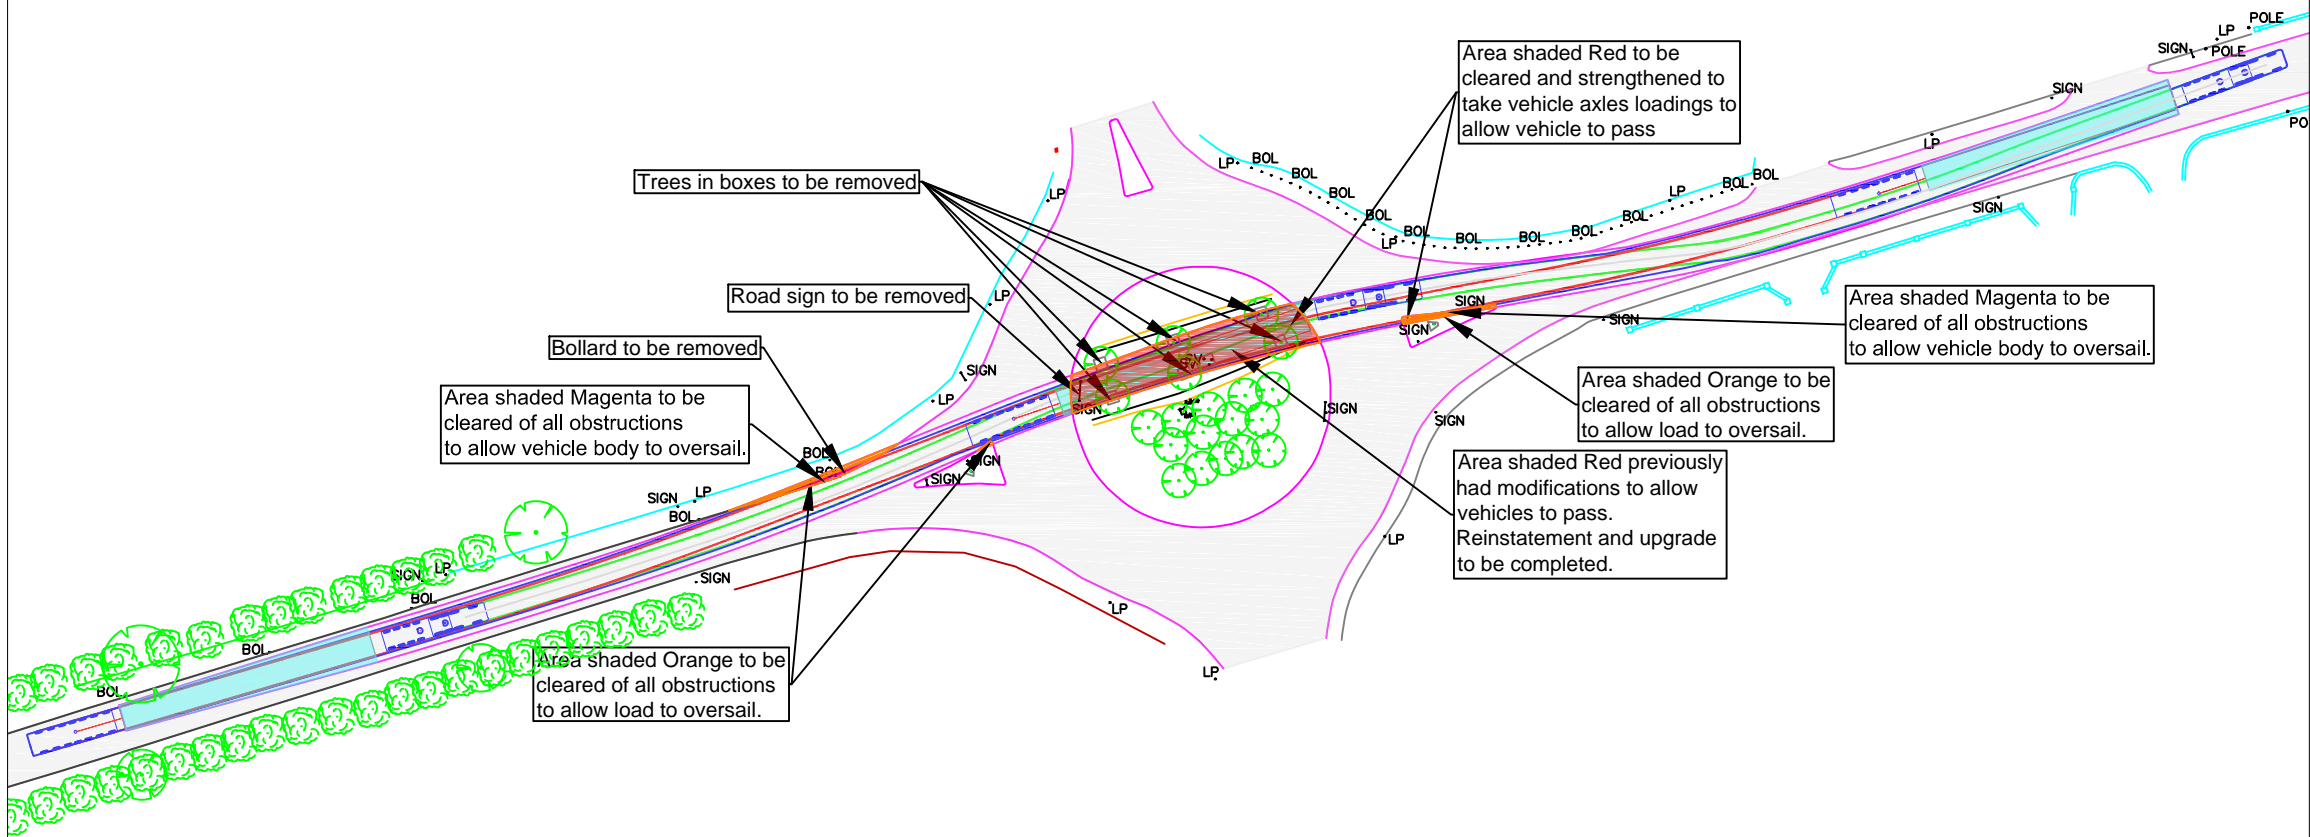 POLE
LP
SIGN
POLE
SIGN
PO
LP
SIGN
Area shaded Red to be
cleared and strengthened to
take vehicle axles loadings to
allow vehicle to pass
LP
BOL
BOL
BOL
BOL
BOL
LP
BOL
BOL
BOL
BOL
LP
BOL
BOL
Trees in boxes to be removed
LP
Road sign to be removed
LP
Bollard to be removed
SIGN
LP
Area shaded Magenta to be
cleared of all obstructions
to allow vehicle body to oversail.
SIGN
SIGN
SIGN
Area shaded Magenta to be
cleared of all obstructions
to allow vehicle body to oversail.
Area shaded Orange to be
cleared of all obstructions
to allow load to oversail.
Area shaded Red previously
had modifications to allow
vehicles to pass.
Reinstatement and upgrade
to be completed.
SIGN
SIGN
SIGN
LP
LP
LP
SIGN
SIGN
BOL
SIGN
LP
BOL
SIGN
LP
BOL
SIGN
BOL
BOL
Area shaded Orange to be
cleared of all obstructions
to allow load to oversail.